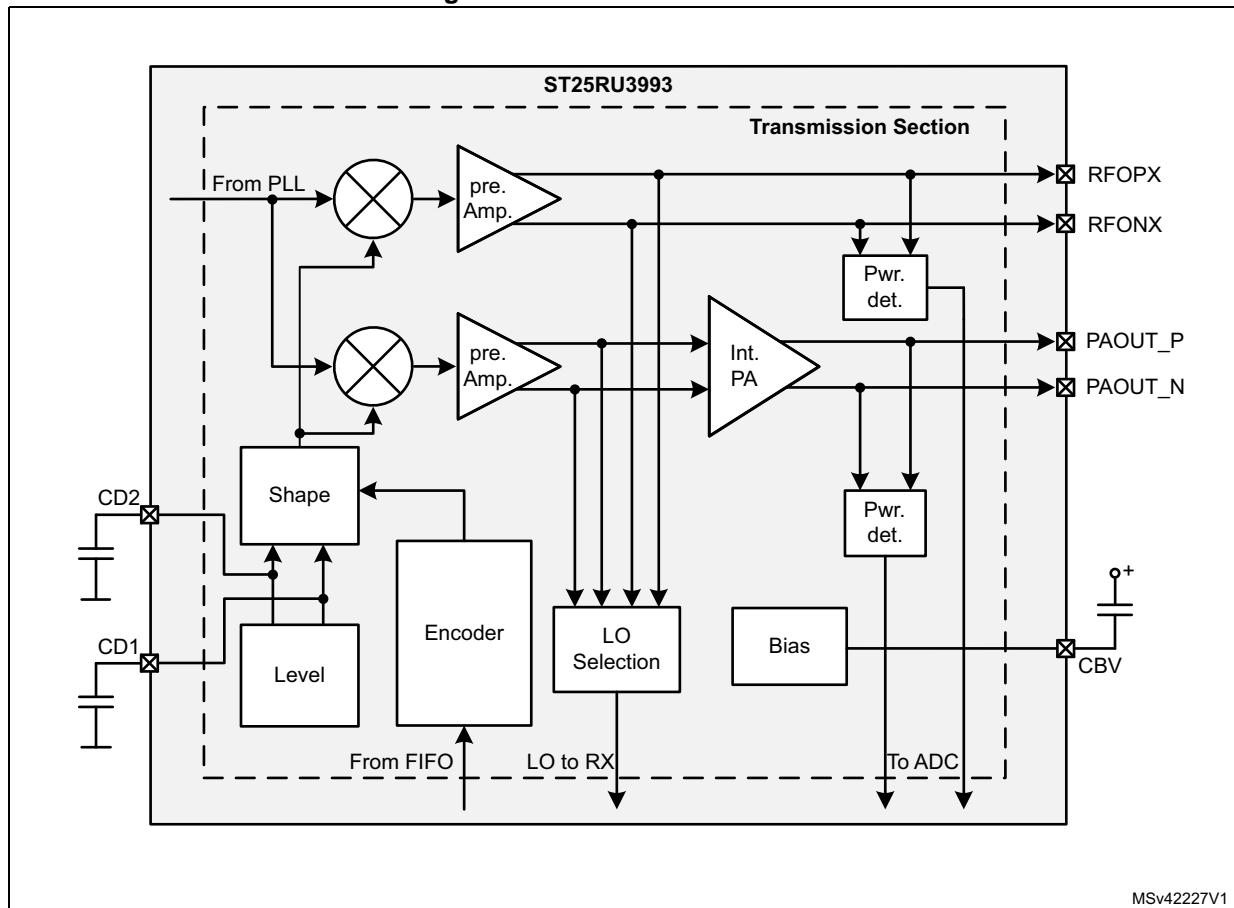 ST25RU3993
Transmission Section
From PLL
pre.
Amp.
RFOPX
RFONX
Pwr.
det.
pre.
Amp.
Int.
PA
PAOUT_P
PAOUT_N
CD2
Shape
Pwr.
det.
+
Encoder
LO
Selection
Bias
CD1
Level
CBV
From FIFO
LO to RX
To ADC
MSv42227V1